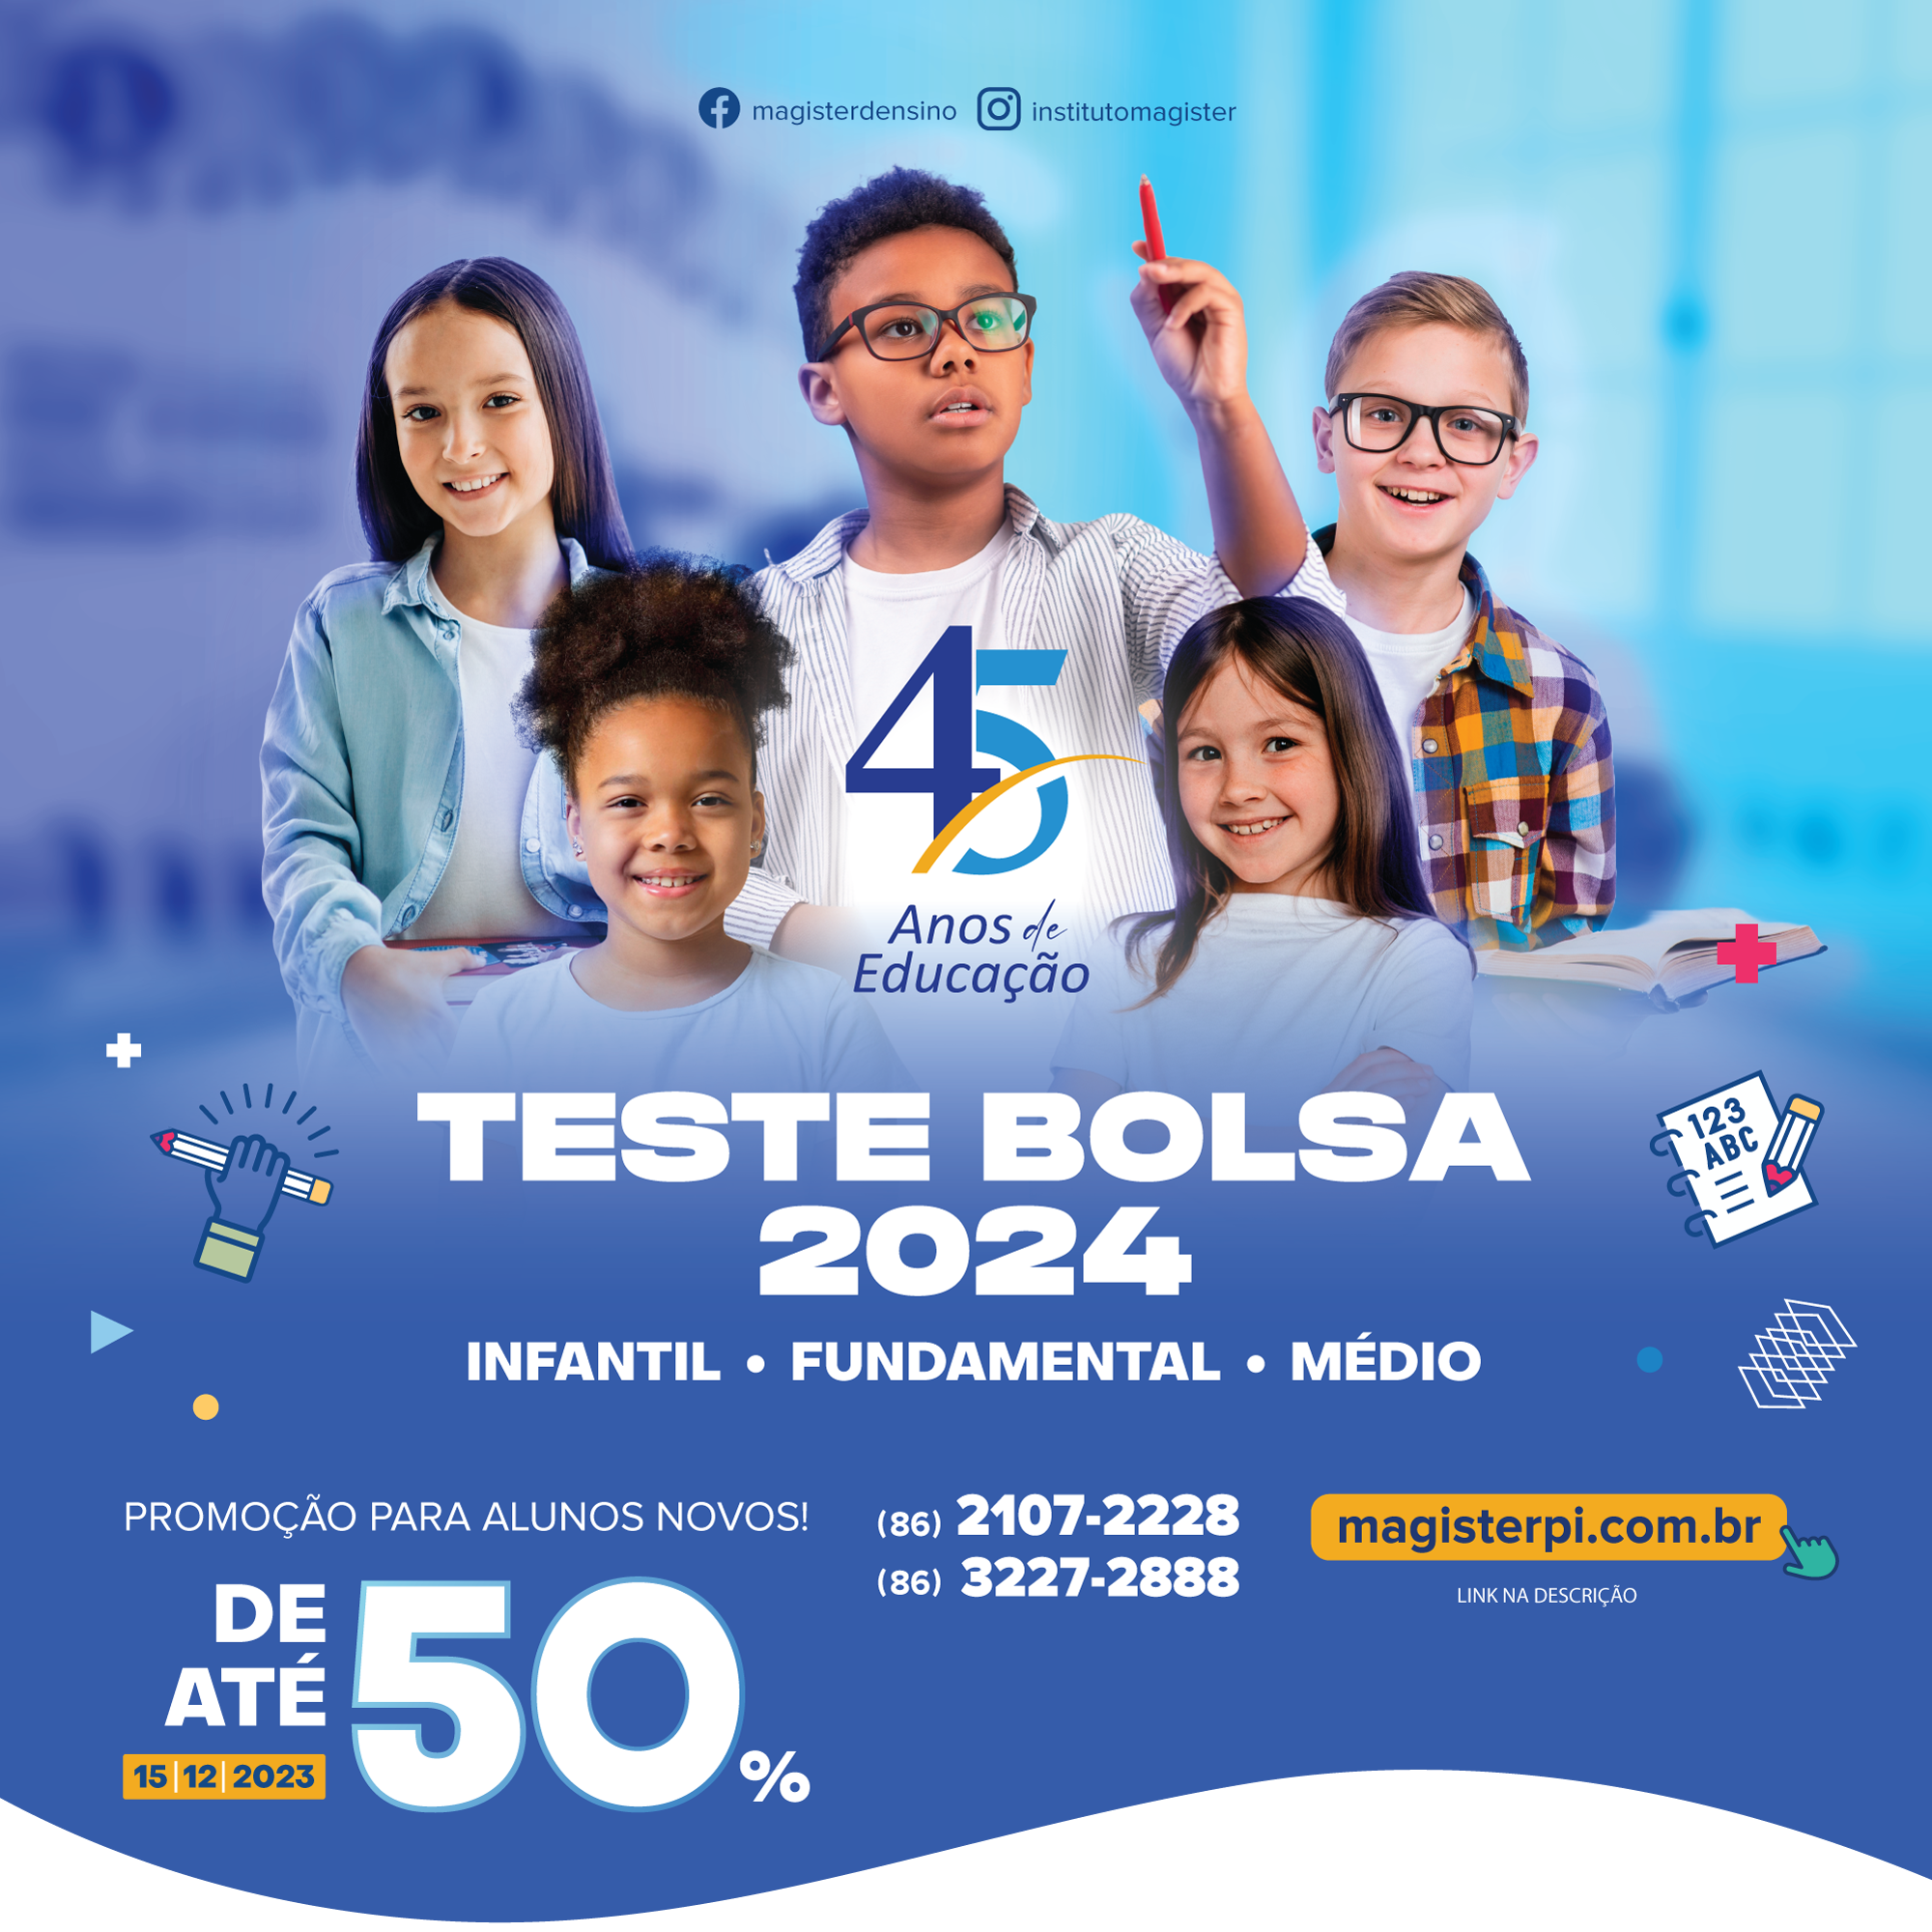 magisterdensino institutomagister
45
Anos de
Educação
TESTE BOLSA
2024
INFANTIL • FUNDAMENTAL • MÉDIO
123
ABC
PROMOÇÃO PARA ALUNOS NOVOS!
DE
ATÉ
50%
15|12|2023
(86) 2107-2228
(86) 3227-2888
magisterpi.com.br
LINK NA DESCRIÇÃO